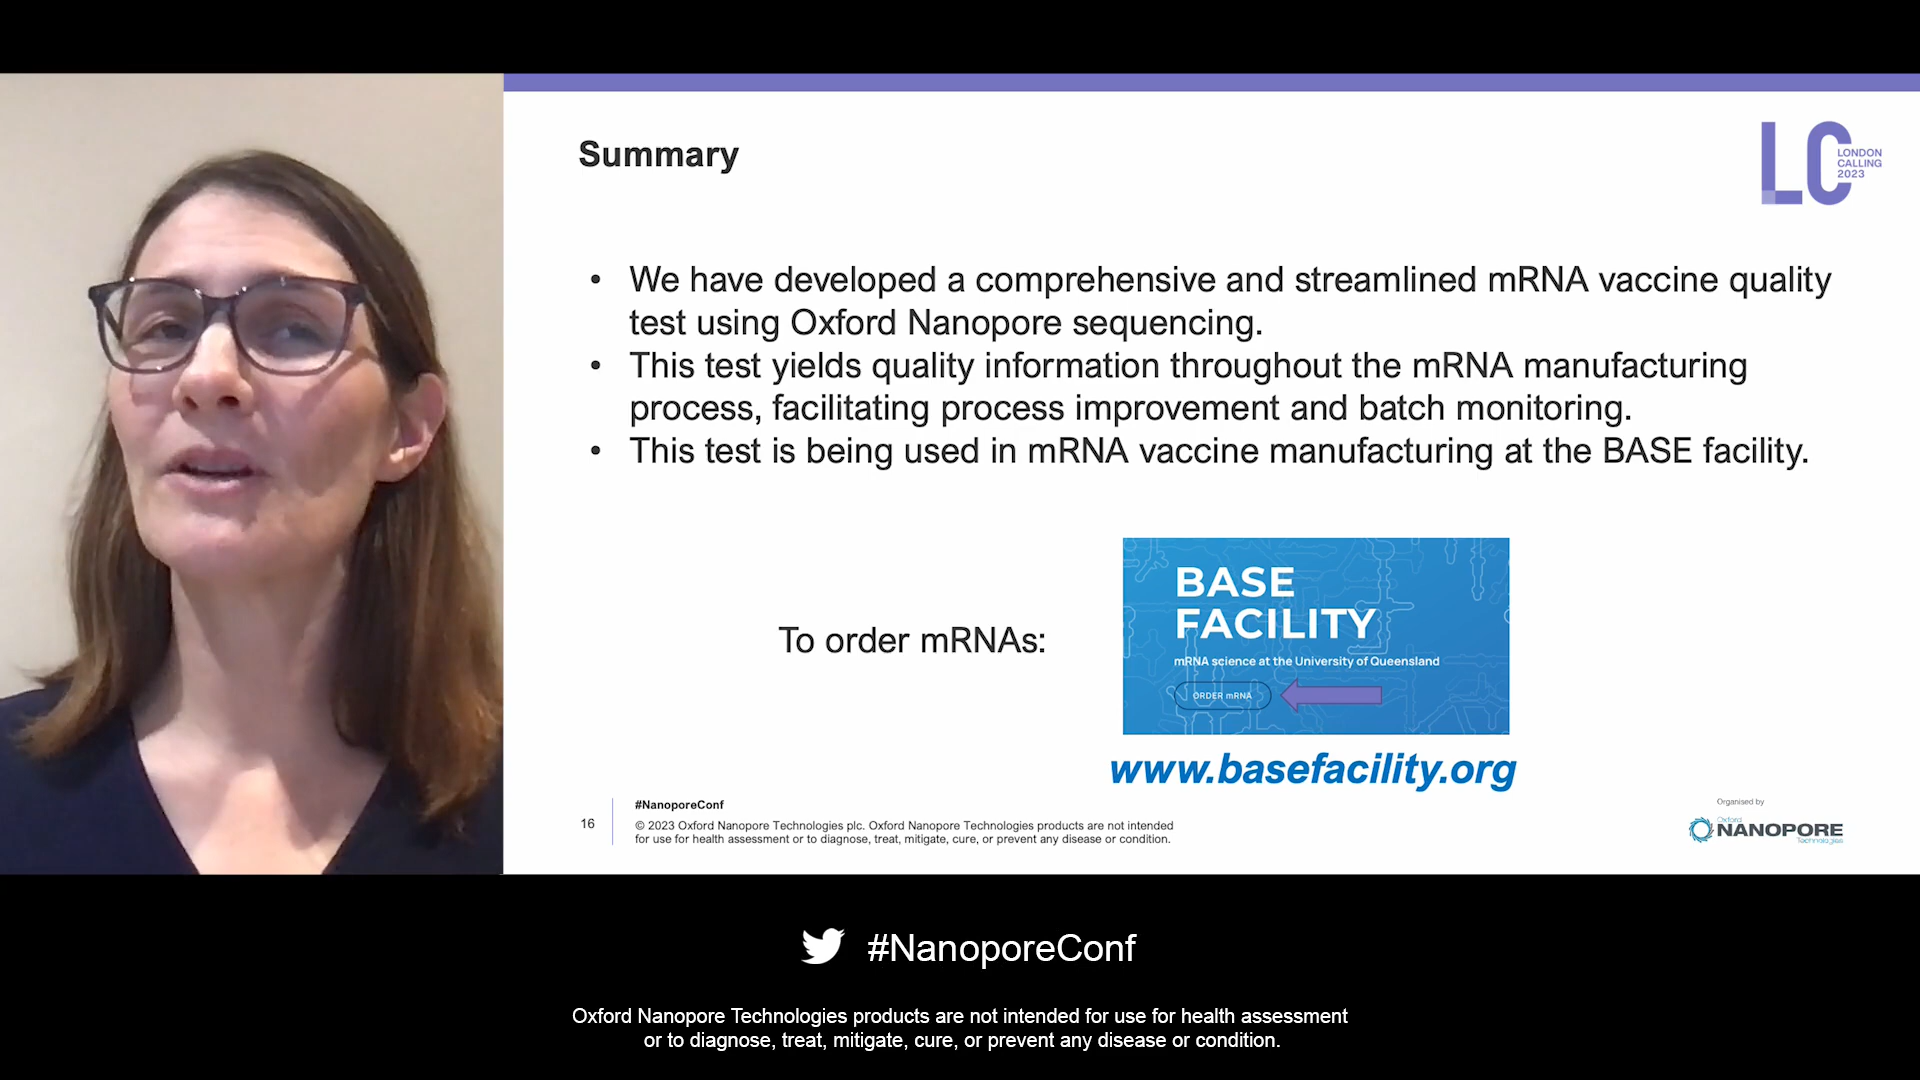 Summary
LONDON
CALLING
2023
• We have developed a comprehensive and streamlined mRNA vaccine quality
test using Oxford Nanopore sequencing.
• This test yields quality information throughout the mRNA manufacturing
process, facilitating process improvement and batch monitoring.
• This test is being used in mRNA vaccine manufacturing at the BASE facility.
To order mRNAs:
BASE
FACILITY
mRNA science at the University of Queensland
ORDER mRNA
www.basefacility.org
16
#NanoporeConf
© 2023 Oxford Nanopore Technologies plc. Oxford Nanopore Technologies products are not intended
for use for health assessment or to diagnose, treat, mitigate, cure, or prevent any disease or condition.
Organised by
Oxford
NANOPORE
Technologies
#NanoporeConf
Oxford Nanopore Technologies products are not intended for use for health assessment
or to diagnose, treat, mitigate, cure, or prevent any disease or condition.